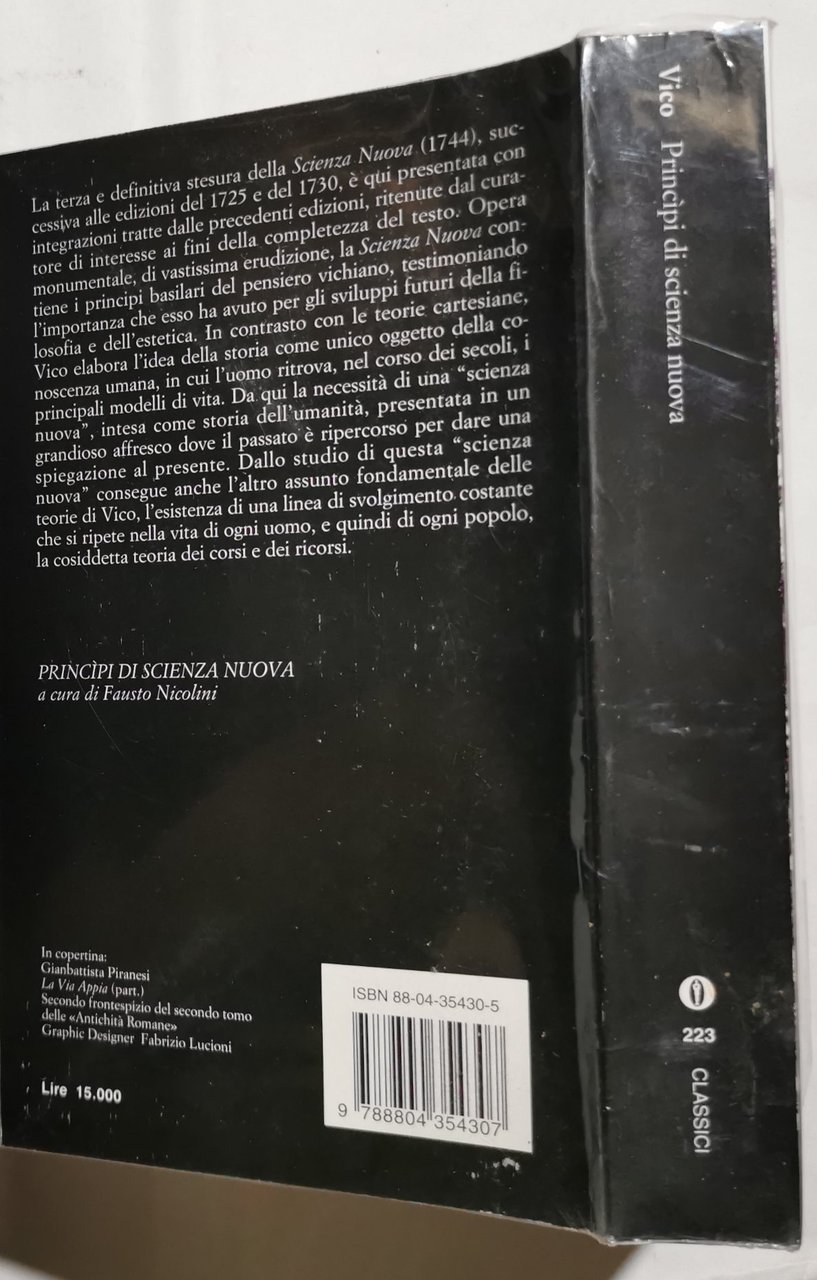 La terza e definitiva stesura della Scienza Nuova (1744), suc-
cessiva alle edizioni del 1725 e del 1730, è qui presentata con
integrazioni tratte dalle precedenti edizioni, ritenute dal cura-
tore di interesse ai fini della completezza del testo. Opera
monumentale, di vastissima erudizione, la Scienza Nuova con-
tiene i principi basilari del pensiero vichiano, testimoniando
l'importanza che esso ha avuto per gli sviluppi futuri della fi-
losofia e dell'estetica. In contrasto con le teorie cartesiane,
Vico elabora l'idea della storia come unico oggetto della co-
noscenza umana, in cui l'uomo ritrova, nel corso dei secoli, i
principali modelli di vita. Da qui la necessità di una "scienza
nuova", intesa come storia dell'umanità, presentata in un
grandioso affresco dove il passato è ripercorso per dare una
spiegazione al presente. Dallo studio di questa "scienza
nuova" consegue anche l'altro assunto fondamentale delle
teorie di Vico, l'esistenza di una linea di svolgimento costante
che si ripete nella vita di ogni uomo, e quindi di ogni popolo,
la cosiddetta teoria dei corsi e dei ricorsi.
PRINCÌPI DI SCIENZA NUOVA
a cura di Fausto Nicolini
In copertina:
Gianbattista Piranesi
La Via Appia (part.)
Secondo frontespizio del secondo tomo
delle «Antichità Romane»
Graphic Designer Fabrizio Lucioni
Lire 15.000
ISBN 88-04-35430-5
9 788804 354307
Vico Princìpi di scienza nuova
223
CLASSICI